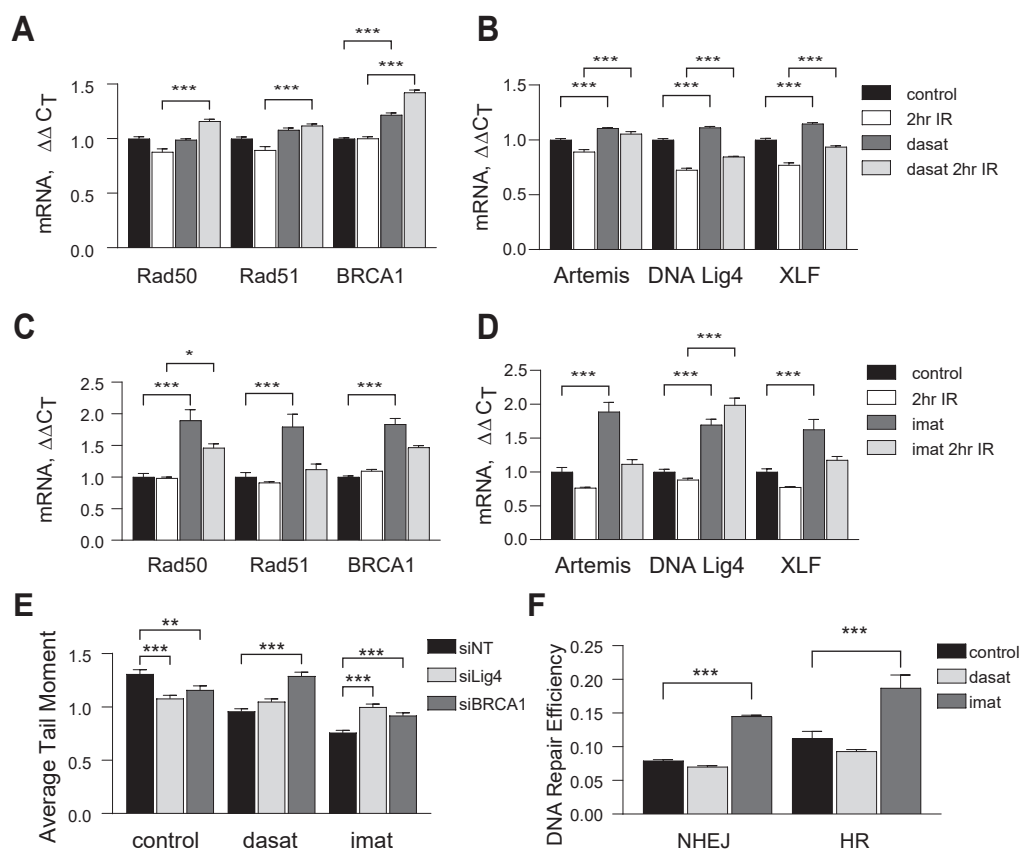 A
mRNA, ΔΔCT
1.5
1.0
0.5
0.0
***
***
***
***
Rad50 Rad51 BRCA1
B
mRNA, ΔΔCT
1.5
1.0
0.5
0.0
*** *** ***
*** *** ***
Artemis DNA Lig4 XLF
control
2hr IR
dasat
dasat 2hr IR
C
mRNA, ΔΔCT
2.5
2.0
1.5
1.0
0.5
0.0
*
*** *** ***
Rad50 Rad51 BRCA1
D
mRNA, ΔΔCT
2.5
2.0
1.5
1.0
0.5
0.0
***
*** *** ***
Artemis DNA Lig4 XLF
control
2hr IR
imat
imat 2hr IR
E
Average Tail Moment
1.5
1.0
0.5
0.0
**
***
***
***
***
control dasat imat
siNT
siLig4
siBRCA1
F
DNA Repair Efficiency
0.25
0.20
0.15
0.10
0.05
0.00
***
***
NHEJ HR
control
dasat
imat